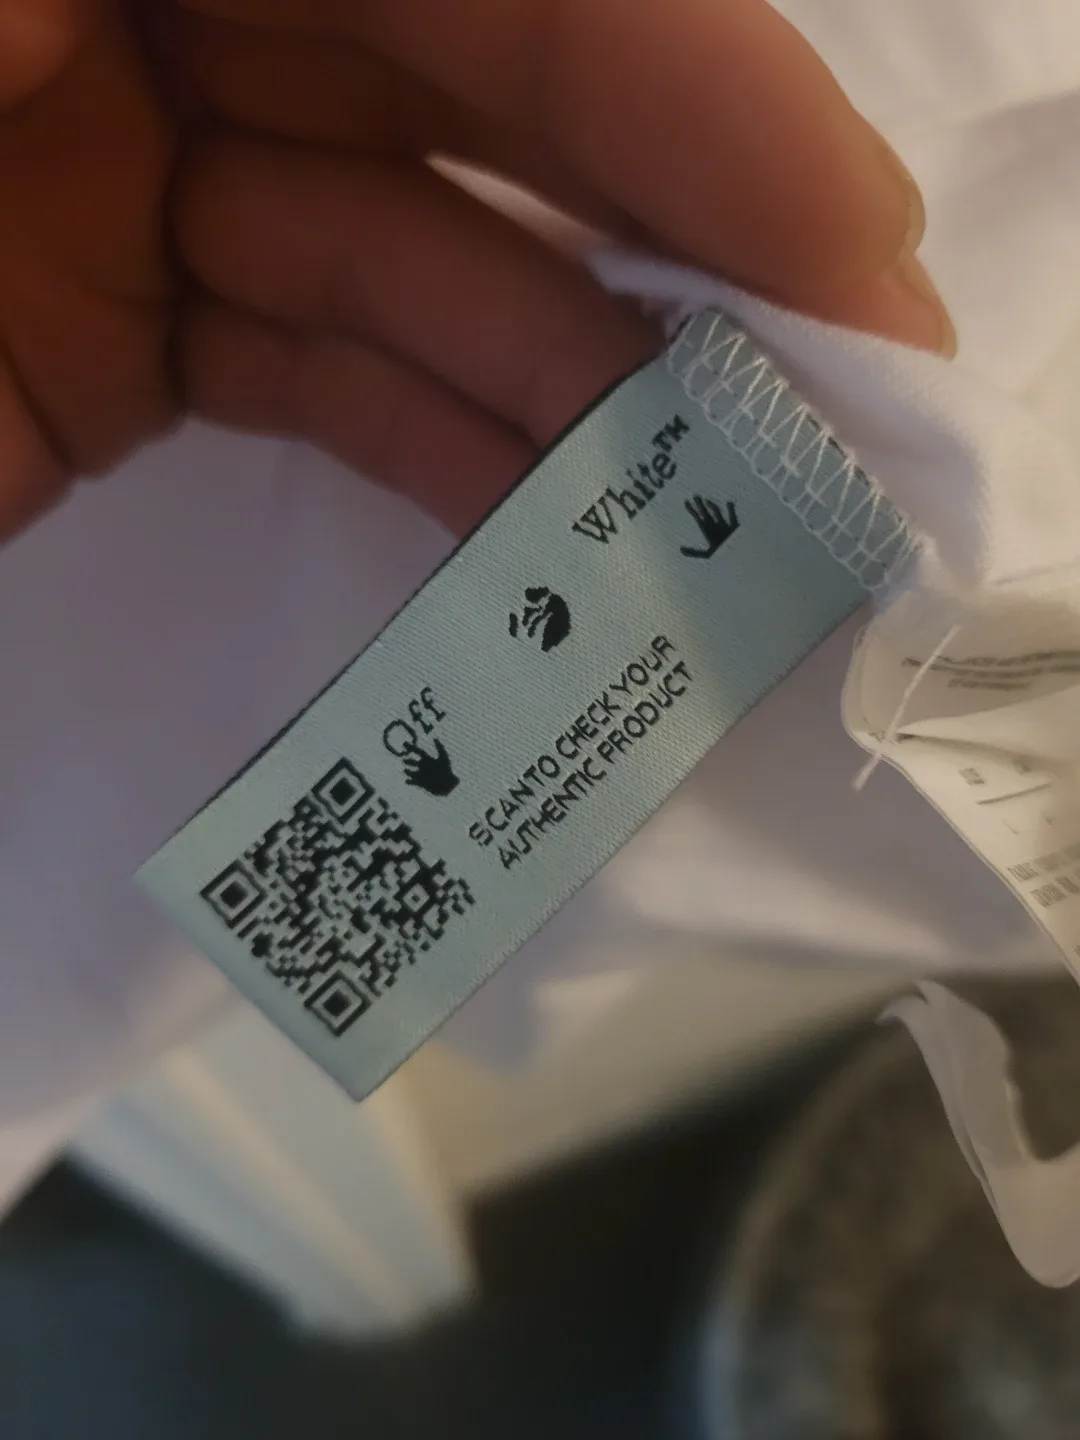 Off White™
SCAN TO CHECK YOUR
AUTHENTIC PRODUCT